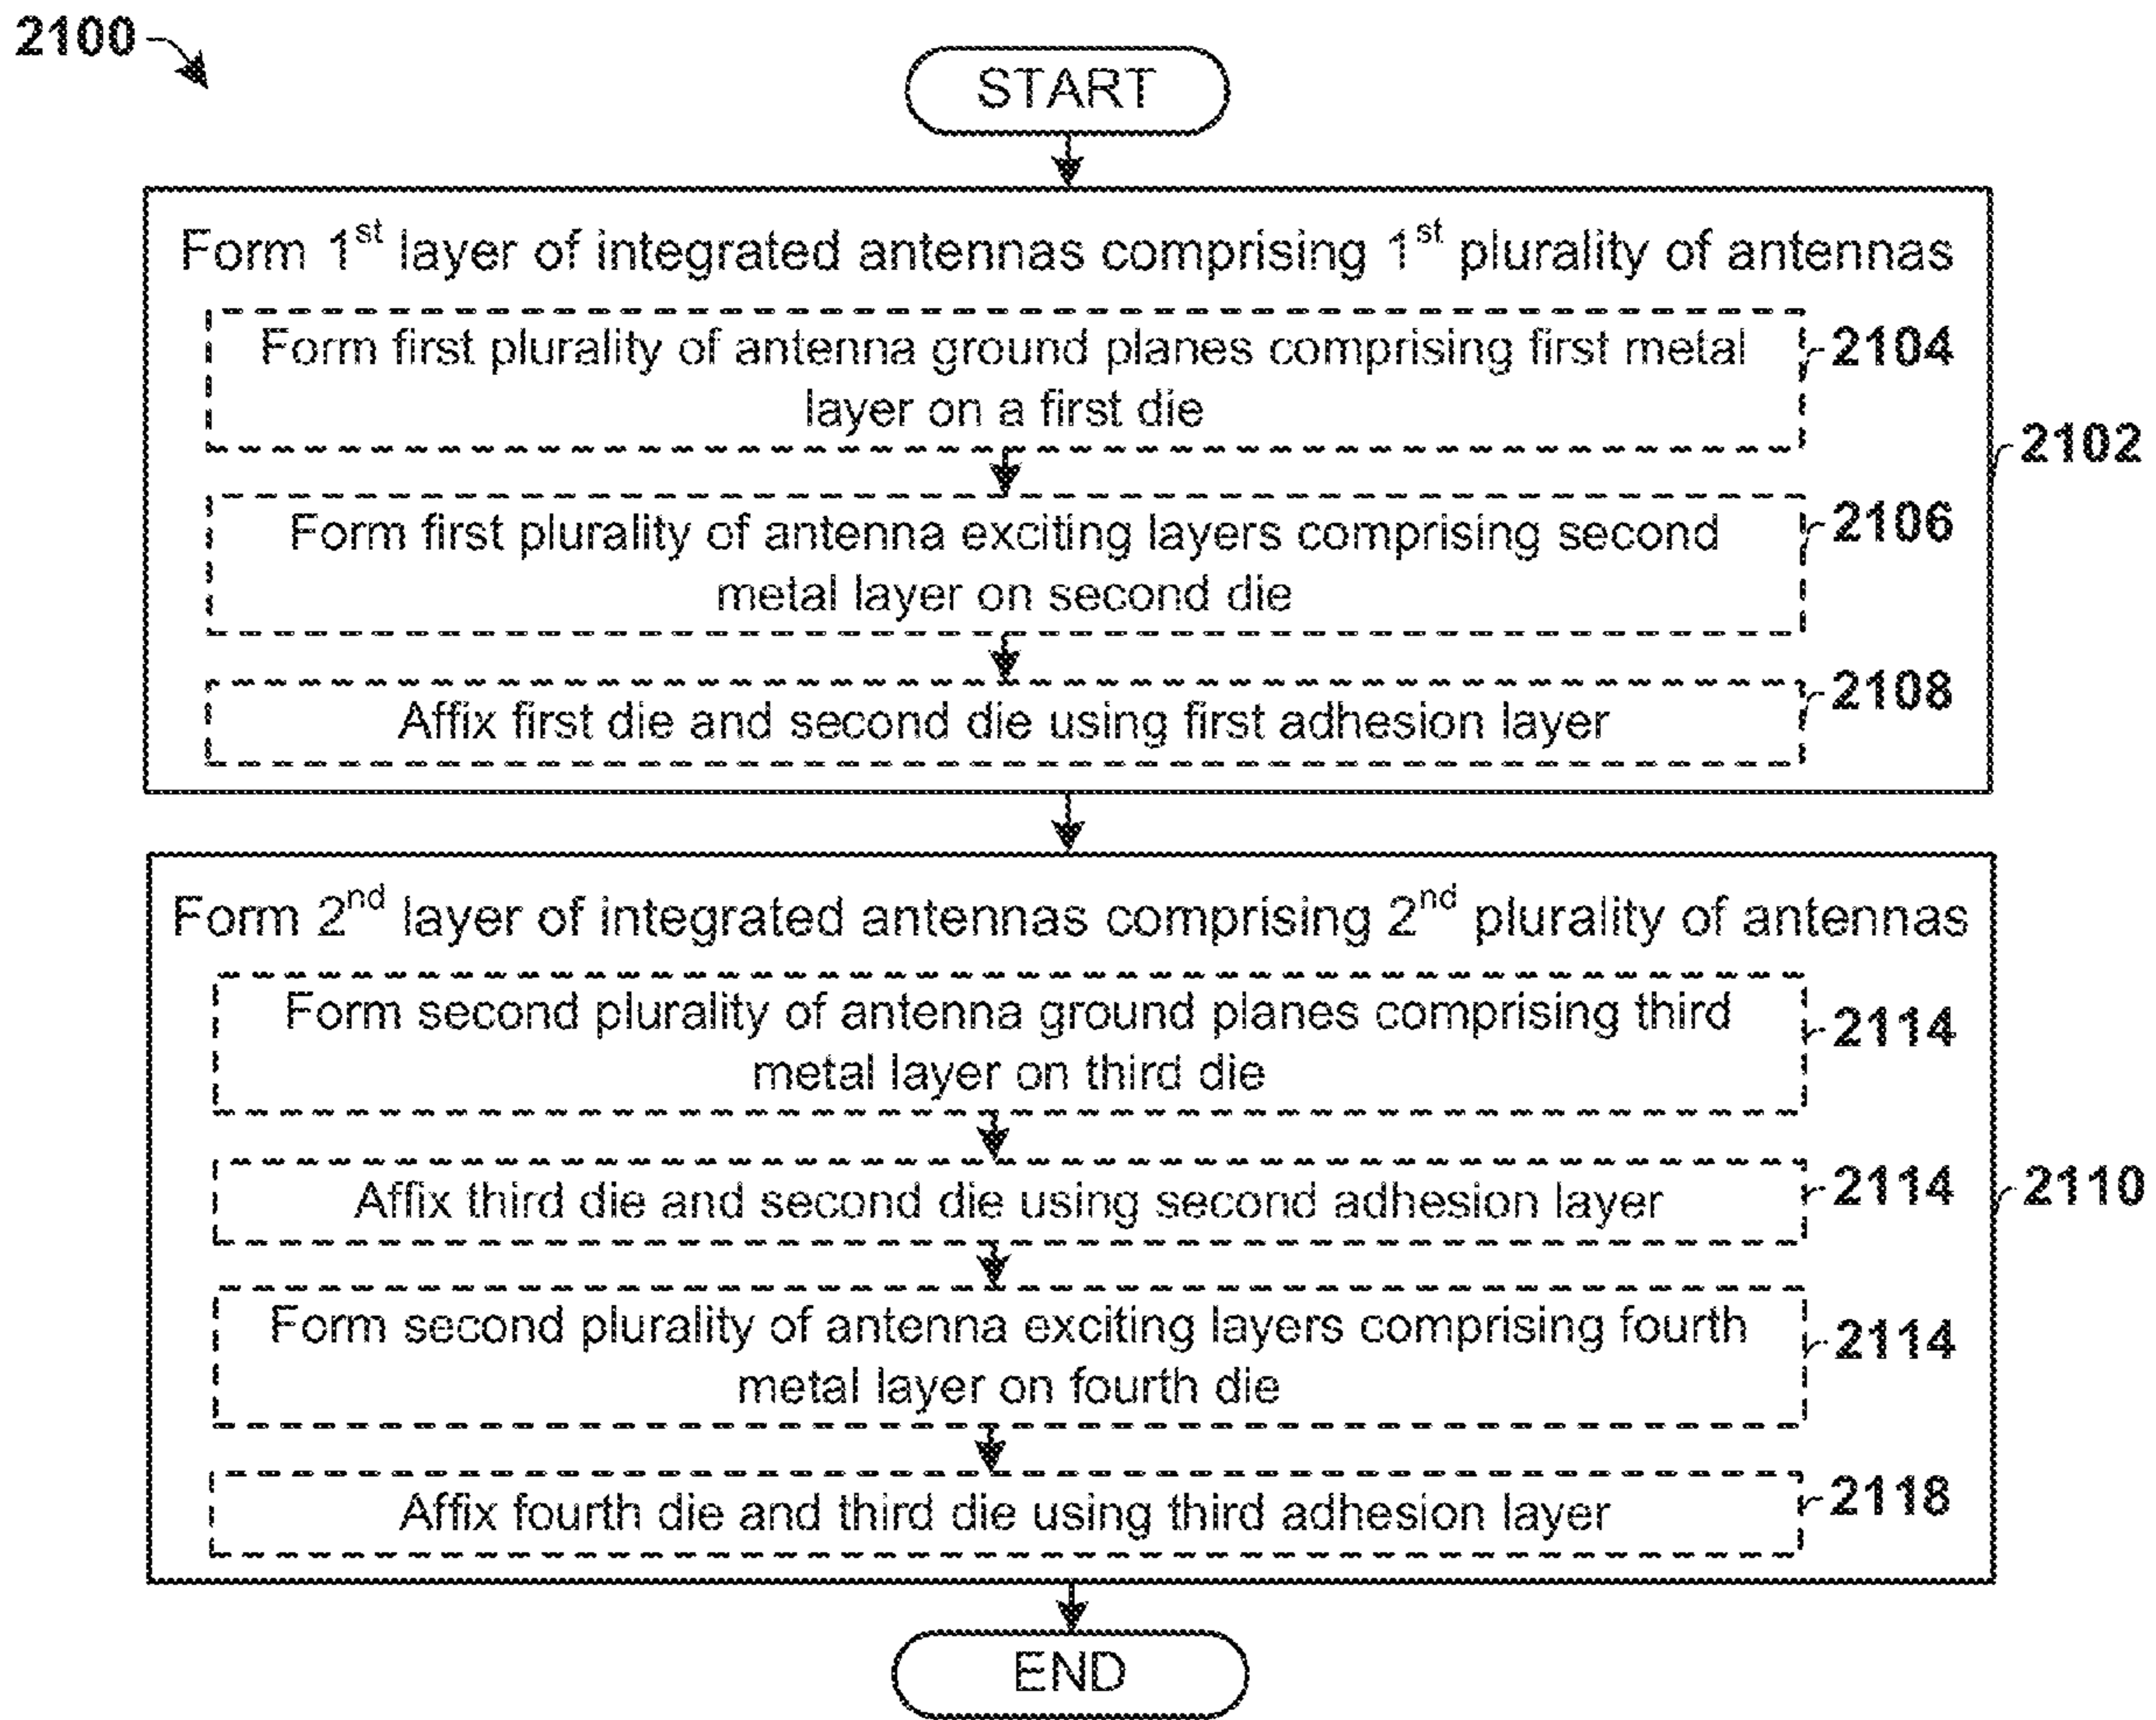 2100
START
Form 1st layer of integrated antennas comprising 1st plurality of antennas
Form first plurality of antenna ground planes comprising first metal
layer on a first die
2104
2102
Form first plurality of antenna exciting layers comprising second
metal layer on second die
2106
Affix first die and second die using first adhesion layer
2108
Form 2nd layer of integrated antennas comprising 2nd plurality of antennas
Form second plurality of antenna ground planes comprising third
metal layer on third die
2114
Affix third die and second die using second adhesion layer
2114
2110
Form second plurality of antenna exciting layers comprising fourth
metal layer on fourth die
2114
Affix fourth die and third die using third adhesion layer
2118
END